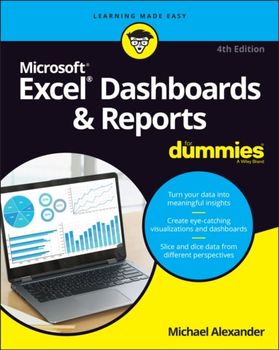 LEARNING MADE EASY
4th Edition
Microsoft®
Excel® Dashboards
& Reports
for
dummies®
A Wiley Brand
Turn your data into
meaningful insights
Create eye-catching
visualizations and dashboards
Slice and dice data from
different perspectives
Michael Alexander